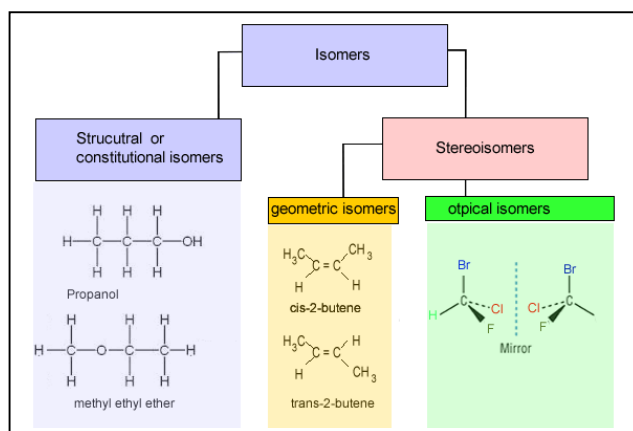 Isomers
Strucutral or
constitutional isomers
Stereoisomers
geometric isomers
otpical isomers
H H H
H—C—C—C—OH
H H H
Propanol
H H H
H—C—O—C—C—H
H H H
methyl ethyl ether
H₃C CH₃
C=C
H H
cis-2-butene
H₃C H
C=C
H CH₃
trans-2-butene
Br Br
C C
H Cl Cl
F F
Mirror